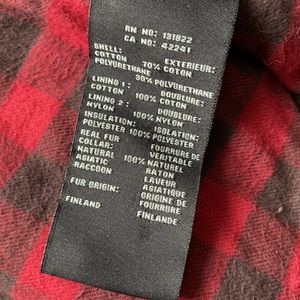 RN NO: 131822
CA NO: 42241
SHELL: EXTERIEUR:
COTTON 70% COTON
POLYURETHANE
30% POLYURETHANE
LINING 1: DOUBLURE:
COTTON 100% COTON
LINING 2: DOUBLURE:
NYLON 100% NYLON
INSULATION: ISOLATION:
POLYESTER 100% POLYESTER
REAL FUR FOURRURE DE
COLLAR: VERITABLE
NATURAL 100% NATUREL
ASIATIC RATON
RACCOON LAVEUR
ASIATIQUE
FUR ORIGIN: ORIGINE DE
FOURRURE
FINLAND FINLANDE